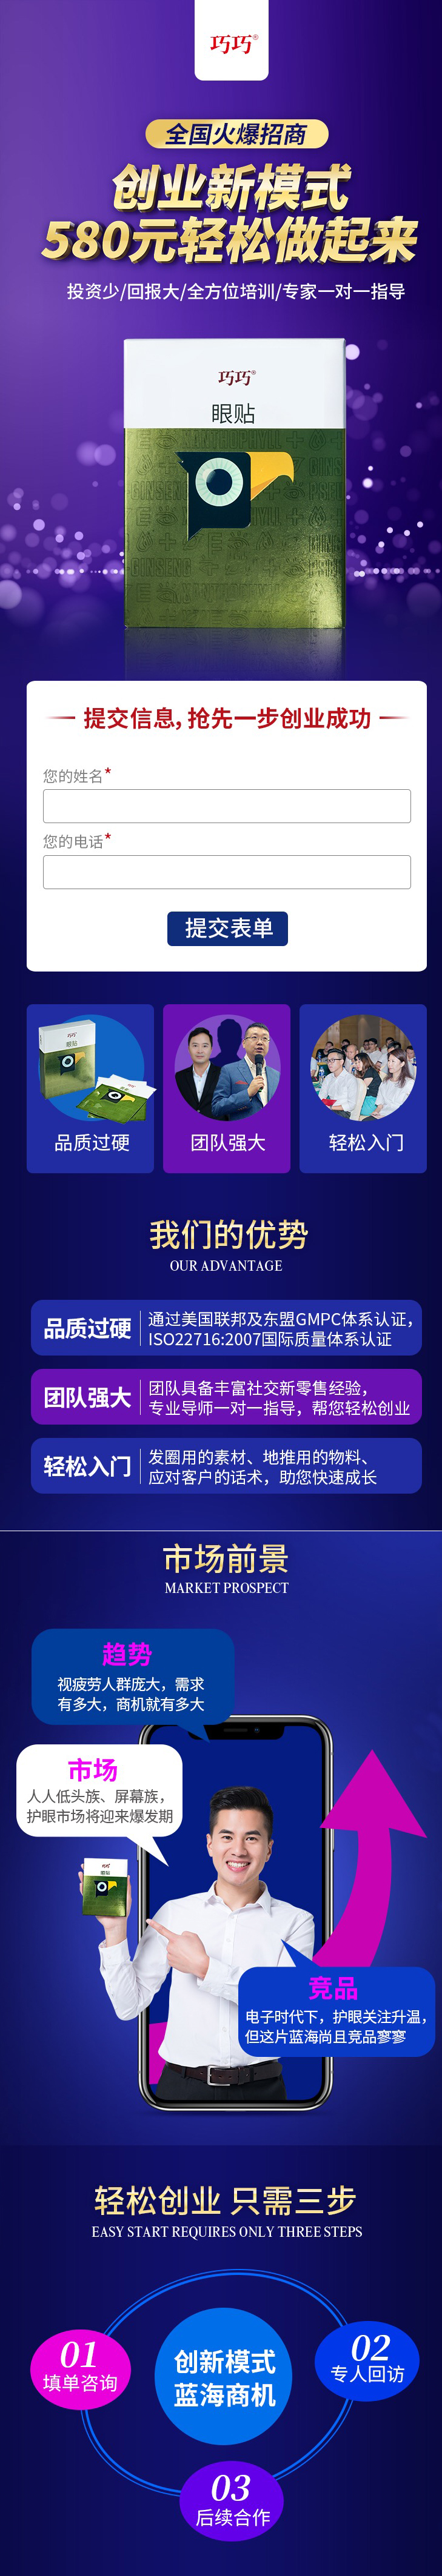 巧巧®
全国火爆招商
创业新模式
580元轻松做起来
投资少/回报大/全方位培训/专家一对一指导
巧巧®
眼贴
GINSENG
提交信息，抢先一步创业成功
您的姓名*
您的电话*
提交表单
眼贴
品质过硬
团队强大
轻松入门
我们的优势
OUR ADVANTAGE
品质过硬
通过美国联邦及东盟GMPC体系认证，
ISO22716:2007国际质量体系认证
团队强大
团队具备丰富社交新零售经验，
专业导师一对一指导，帮您轻松创业
轻松入门
发圈用的素材、地推用的物料、
应对客户的话术，助您快速成长
市场前景
MARKET PROSPECT
趋势
视疲劳人群庞大，需求
有多大，商机就有多大
市场
人人低头族、屏幕族，
护眼市场将迎来爆发期
巧巧
眼贴
竞品
电子时代下，护眼关注升温，
但这片蓝海尚且竞品寥寥
轻松创业 只需三步
EASY START REQUIRES ONLY THREE STEPS
01
填单咨询
创新模式
蓝海商机
02
专人回访
03
后续合作